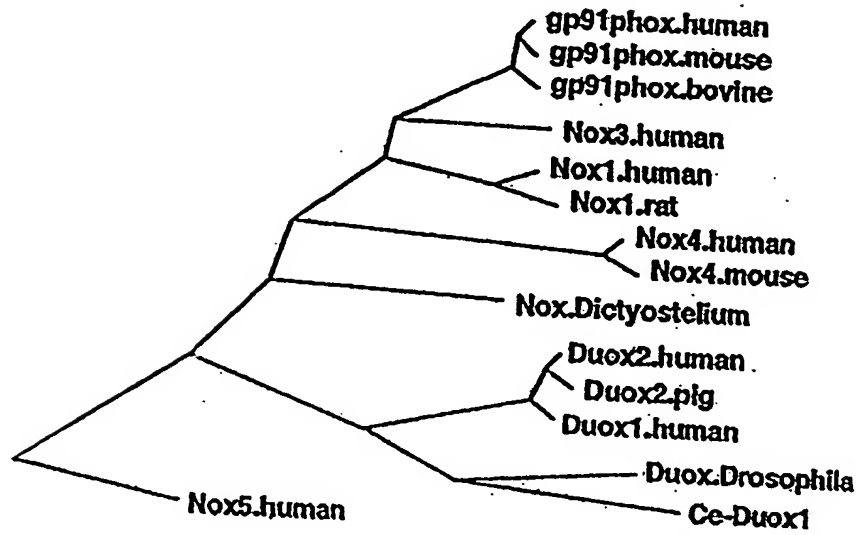 gp91phox.human
gp91phox.mouse
gp91phox.bovine
Nox3.human
Nox1.human
Nox1.rat
Nox4.human
Nox4.mouse
Nox.Dictyostelium
Duox2.human
Duox2.pig
Duox1.human
Duox.Drosophila
Ce-Duox1
Nox5.human